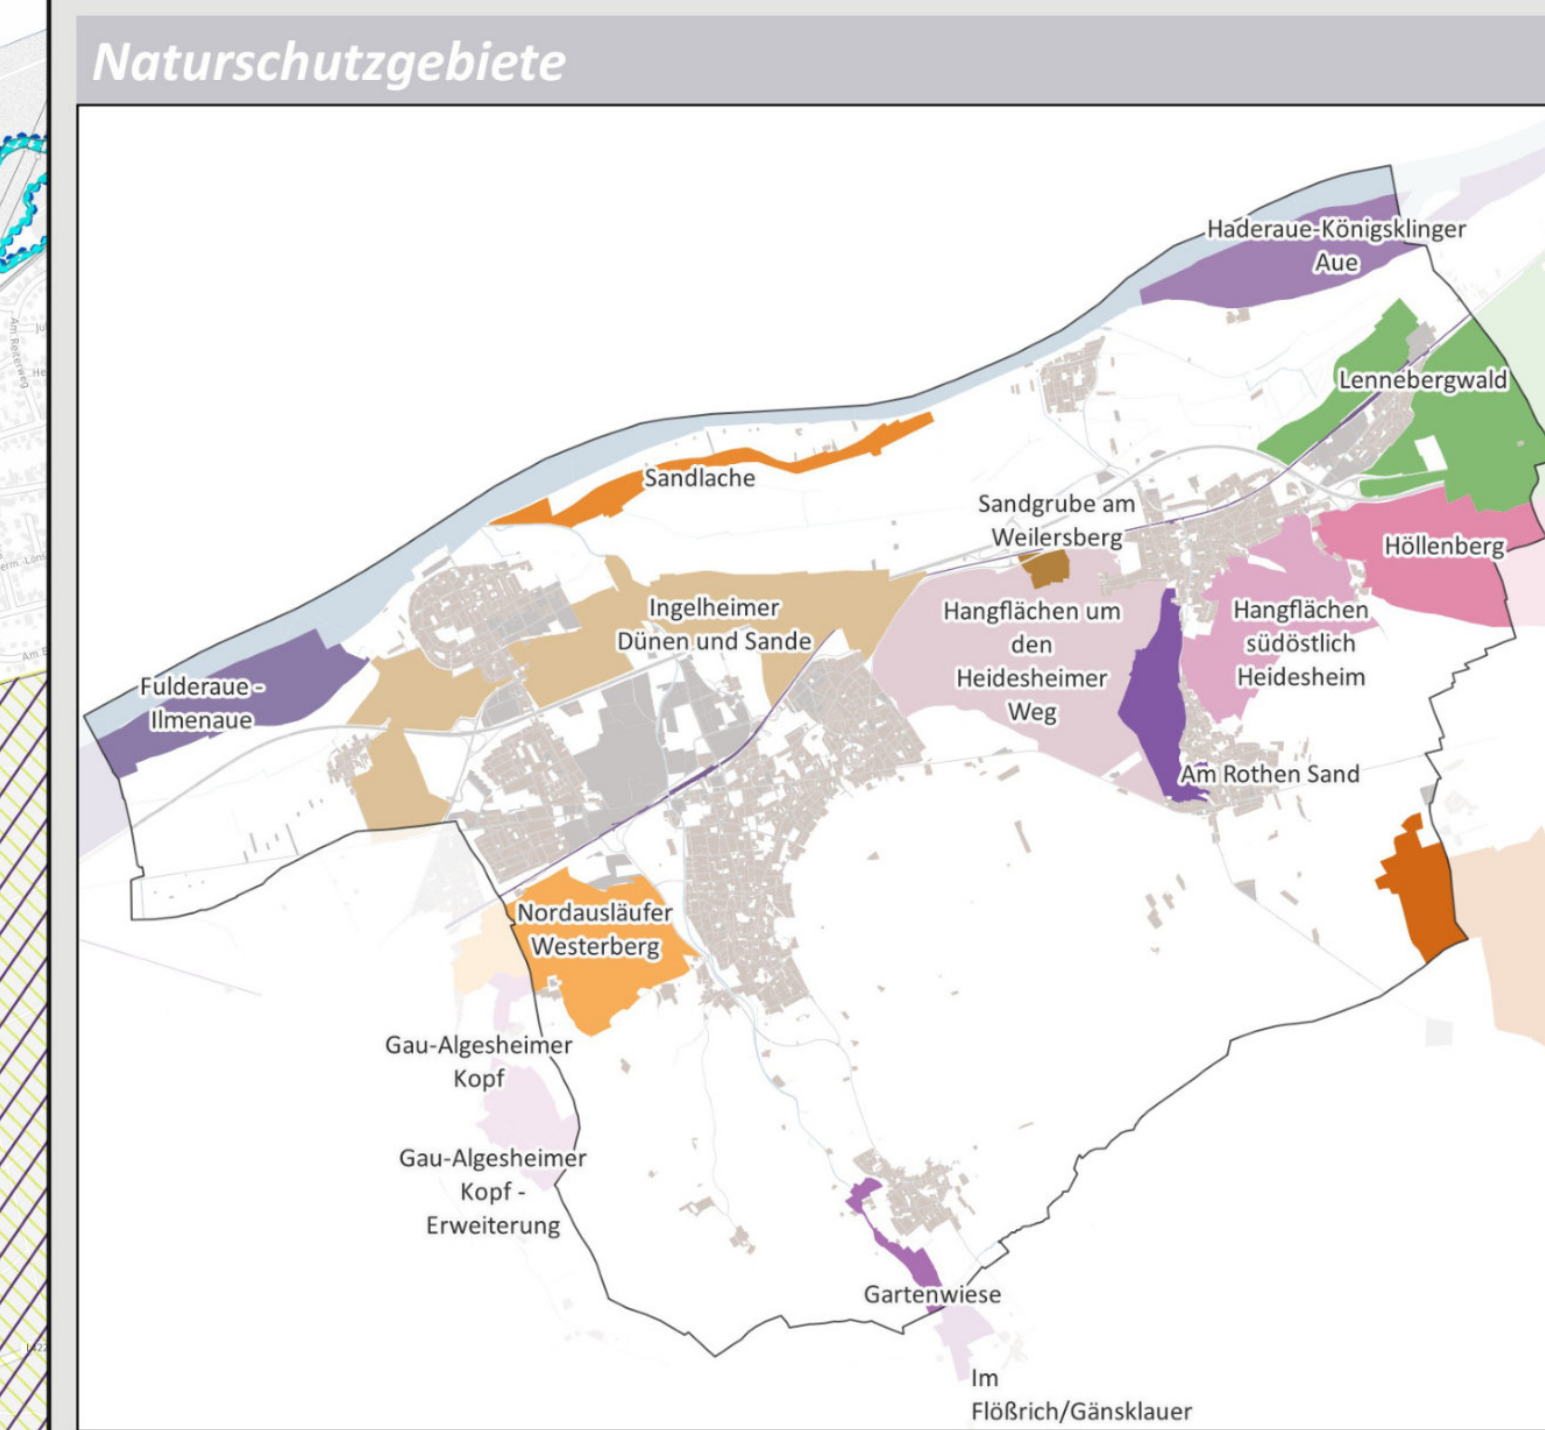 Naturschutzgebiete
Haderaue-Königsklinger
Aue
Lennebergwald
Sandlache
Sandgrube am
Weilersberg
Höllenberg
Ingelheimer
Dünen und Sande
Hangflächen um
den
Heidesheimer
Weg
Hangflächen
südöstlich
Heidesheim
Fulderaue -
Ilmenaue
Am Rothen Sand
Nordausläufer
Westerberg
Gau-Algesheimer
Kopf
Gau-Algesheimer
Kopf -
Erweiterung
Gartenwiese
Im
Flößrich/Gänsklauer
Am Reiterweg